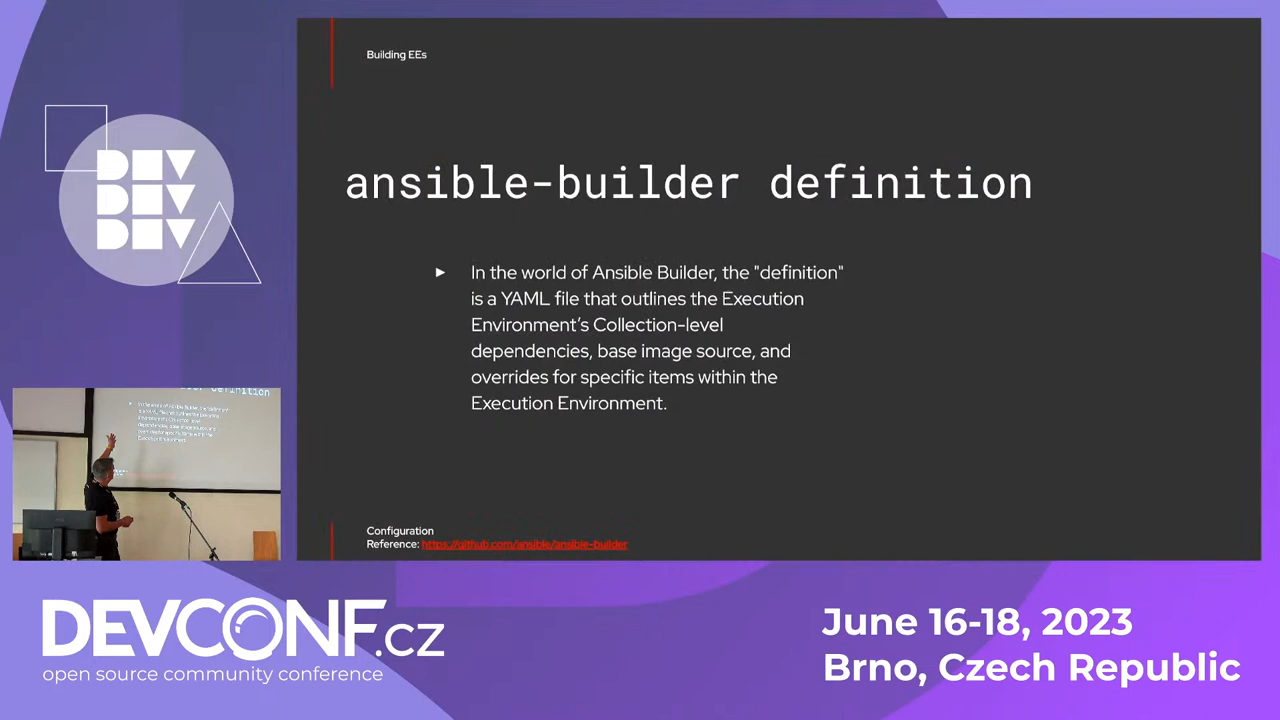 Building EEs
ansible-builder definition
► In the world of Ansible Builder, the "definition"
is a YAML file that outlines the Execution
Environment's Collection-level
dependencies, base image source, and
overrides for specific items within the
Execution Environment.
Configuration
Reference: https://github.com/ansible/ansible-builder
DEV
DEV
DEV
DEVCONF.cz
open source community conference
June 16-18, 2023
Brno, Czech Republic